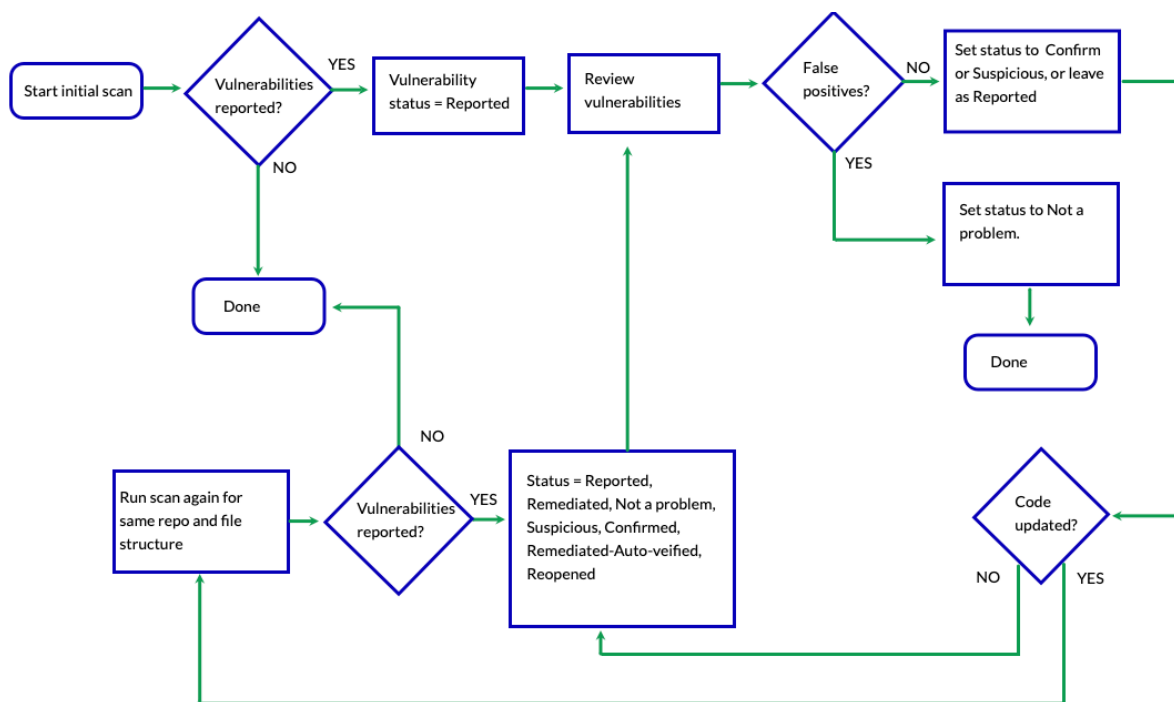 Start initial scan
Vulnerabilities
reported?
YES
NO
Vulnerability
status = Reported
Review
vulnerabilities
False
positives?
NO
YES
Set status to Confirm
or Suspicious, or leave
as Reported
Set status to Not a
problem.
Done
Done
Run scan again for
same repo and file
structure
Vulnerabilities
reported?
NO
YES
Status = Reported,
Remediated, Not a problem,
Suspicious, Confirmed,
Remediated-Auto-veified,
Reopened
Code
updated?
NO
YES